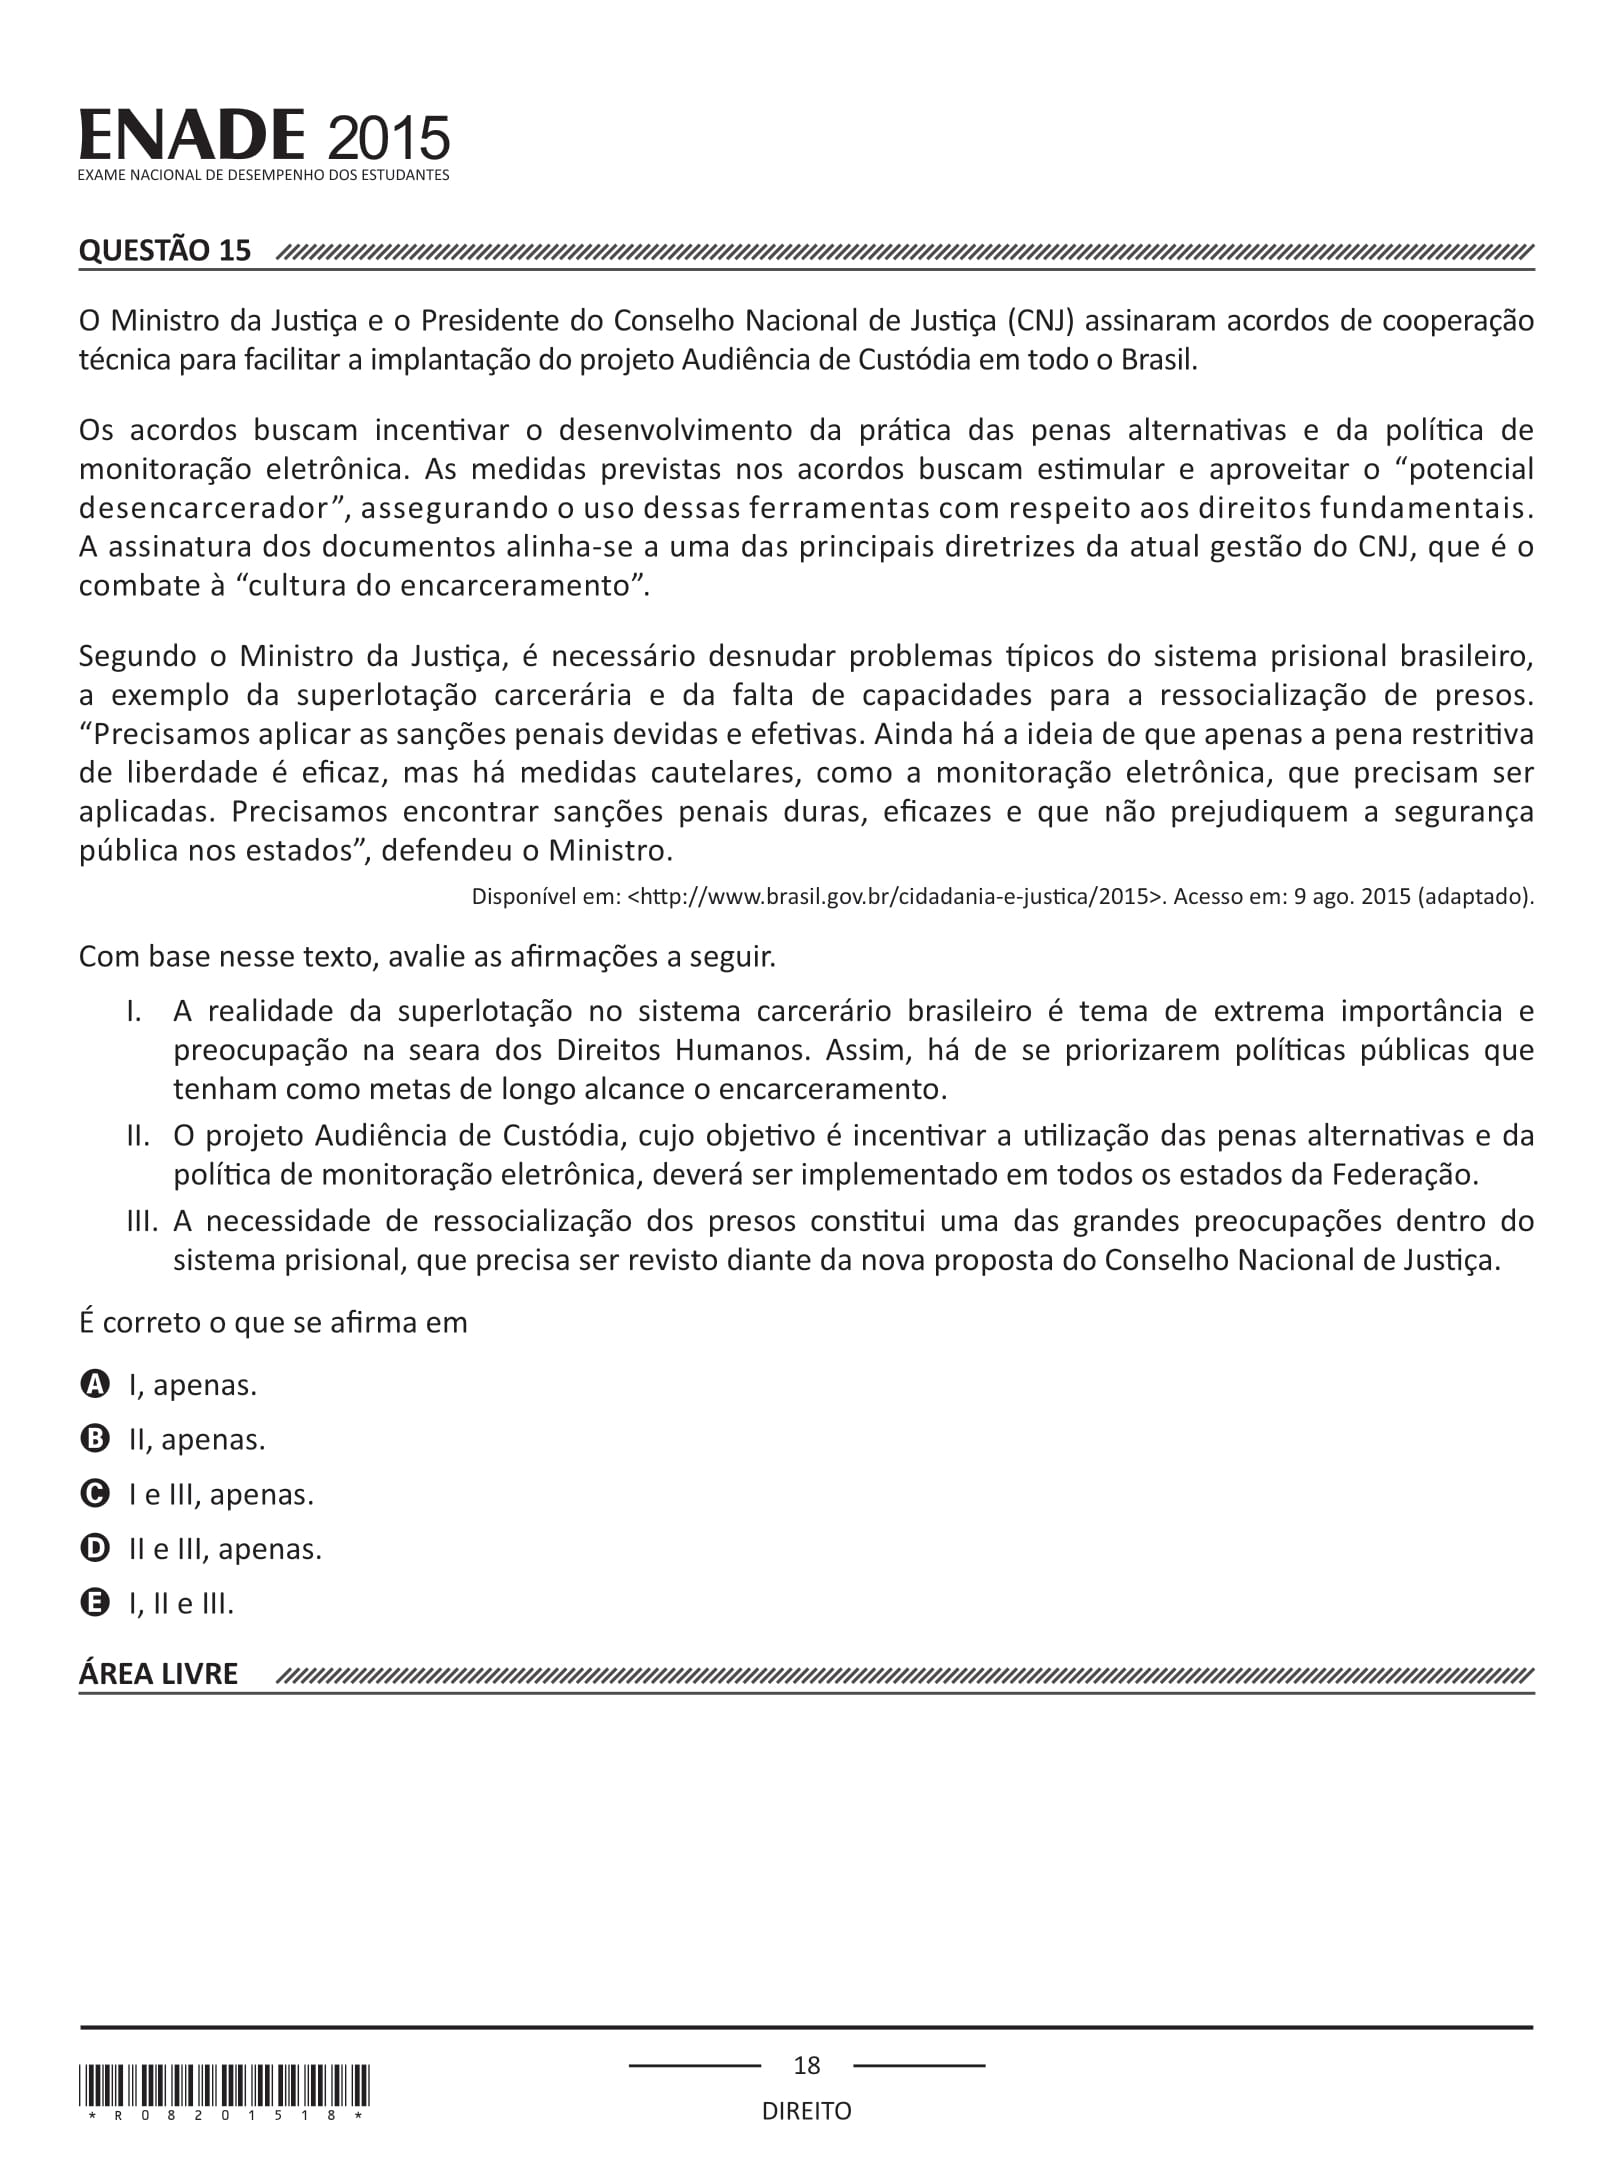 ENADE 2015
EXAME NACIONAL DE DESEMPENHO DOS ESTUDANTES
QUESTÃO 15
O Ministro da Justiça e o Presidente do Conselho Nacional de Justiça (CNJ) assinaram acordos de cooperação
técnica para facilitar a implantação do projeto Audiência de Custódia em todo o Brasil.
Os acordos buscam incentivar o desenvolvimento da prática das penas alternativas e da política de
monitoração eletrônica. As medidas previstas nos acordos buscam estimular e aproveitar o “potencial
desencarcerador”, assegurando o uso dessas ferramentas com respeito aos direitos fundamentais.
A assinatura dos documentos alinha-se a uma das principais diretrizes da atual gestão do CNJ, que é o
combate à “cultura do encarceramento”.
Segundo o Ministro da Justiça, é necessário desnudar problemas típicos do sistema prisional brasileiro,
a exemplo da superlotação carcerária e da falta de capacidades para a ressocialização de presos.
“Precisamos aplicar as sanções penais devidas e efetivas. Ainda há a ideia de que apenas a pena restritiva
de liberdade é eficaz, mas há medidas cautelares, como a monitoração eletrônica, que precisam ser
aplicadas. Precisamos encontrar sanções penais duras, eficazes e que não prejudiquem a segurança
pública nos estados”, defendeu o Ministro.
Disponível em: <http://www.brasil.gov.br/cidadania-e-justica/2015>. Acesso em: 9 ago. 2015 (adaptado).
Com base nesse texto, avalie as afirmações a seguir.
I. A realidade da superlotação no sistema carcerário brasileiro é tema de extrema importância e
preocupação na seara dos Direitos Humanos. Assim, há de se priorizarem políticas públicas que
tenham como metas de longo alcance o encarceramento.
II. O projeto Audiência de Custódia, cujo objetivo é incentivar a utilização das penas alternativas e da
política de monitoração eletrônica, deverá ser implementado em todos os estados da Federação.
III. A necessidade de ressocialização dos presos constitui uma das grandes preocupações dentro do
sistema prisional, que precisa ser revisto diante da nova proposta do Conselho Nacional de Justiça.
É correto o que se afirma em
A I, apenas.
B II, apenas.
C I e III, apenas.
D II e III, apenas.
E I, II e III.
ÁREA LIVRE
18
DIREITO
*R08201518*